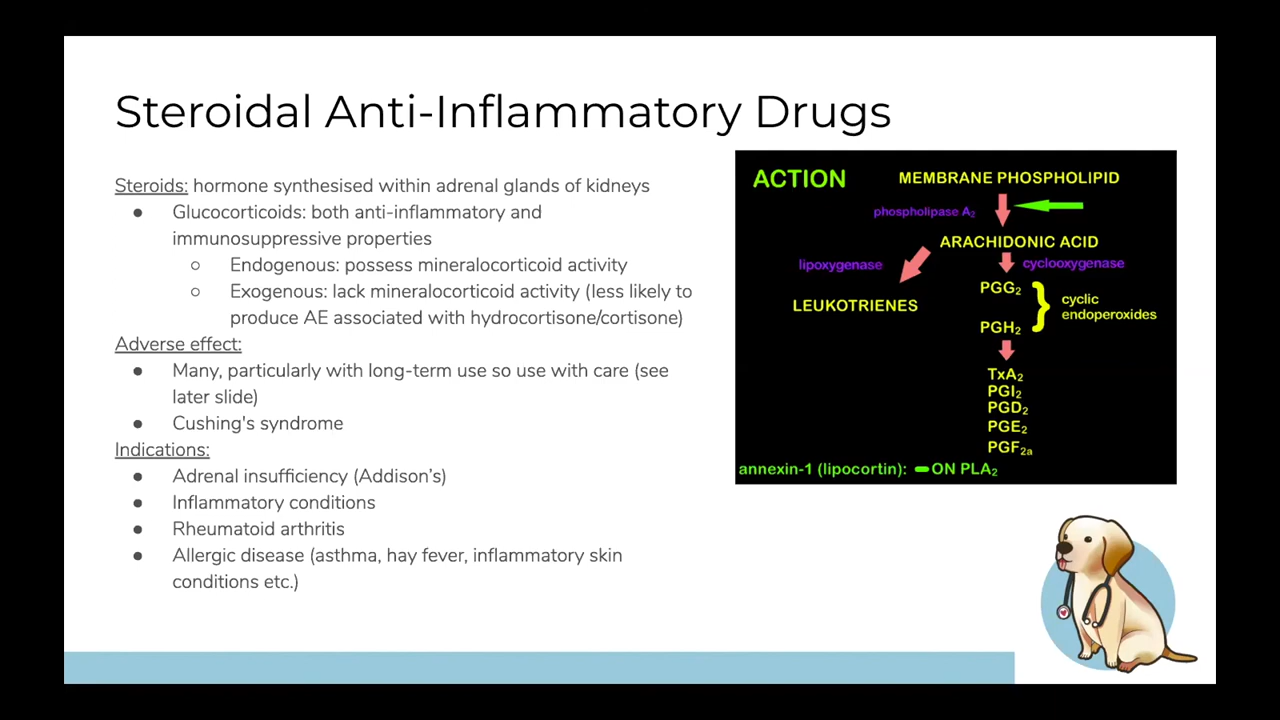 Steroidal Anti-Inflammatory Drugs
Steroids: hormone synthesised within adrenal glands of kidneys
● Glucocorticoids: both anti-inflammatory and
immunosuppressive properties
○ Endogenous: possess mineralocorticoid activity
○ Exogenous: lack mineralocorticoid activity (less likely to
produce AE associated with hydrocortisone/cortisone)
Adverse effect:
● Many, particularly with long-term use so use with care (see
later slide)
● Cushing's syndrome
Indications:
● Adrenal insufficiency (Addison’s)
● Inflammatory conditions
● Rheumatoid arthritis
● Allergic disease (asthma, hay fever, inflammatory skin
conditions etc.)
ACTION
MEMBRANE PHOSPHOLIPID
phospholipase A₂
ARACHIDONIC ACID
lipoxygenase
cyclooxygenase
LEUKOTRIENES
PGG₂
PGH₂
} cyclic
endoperoxides
TxA₂
PGI₂
PGD₂
PGE₂
PGF₂a
annexin-1 (lipocortin): – ON PLA₂